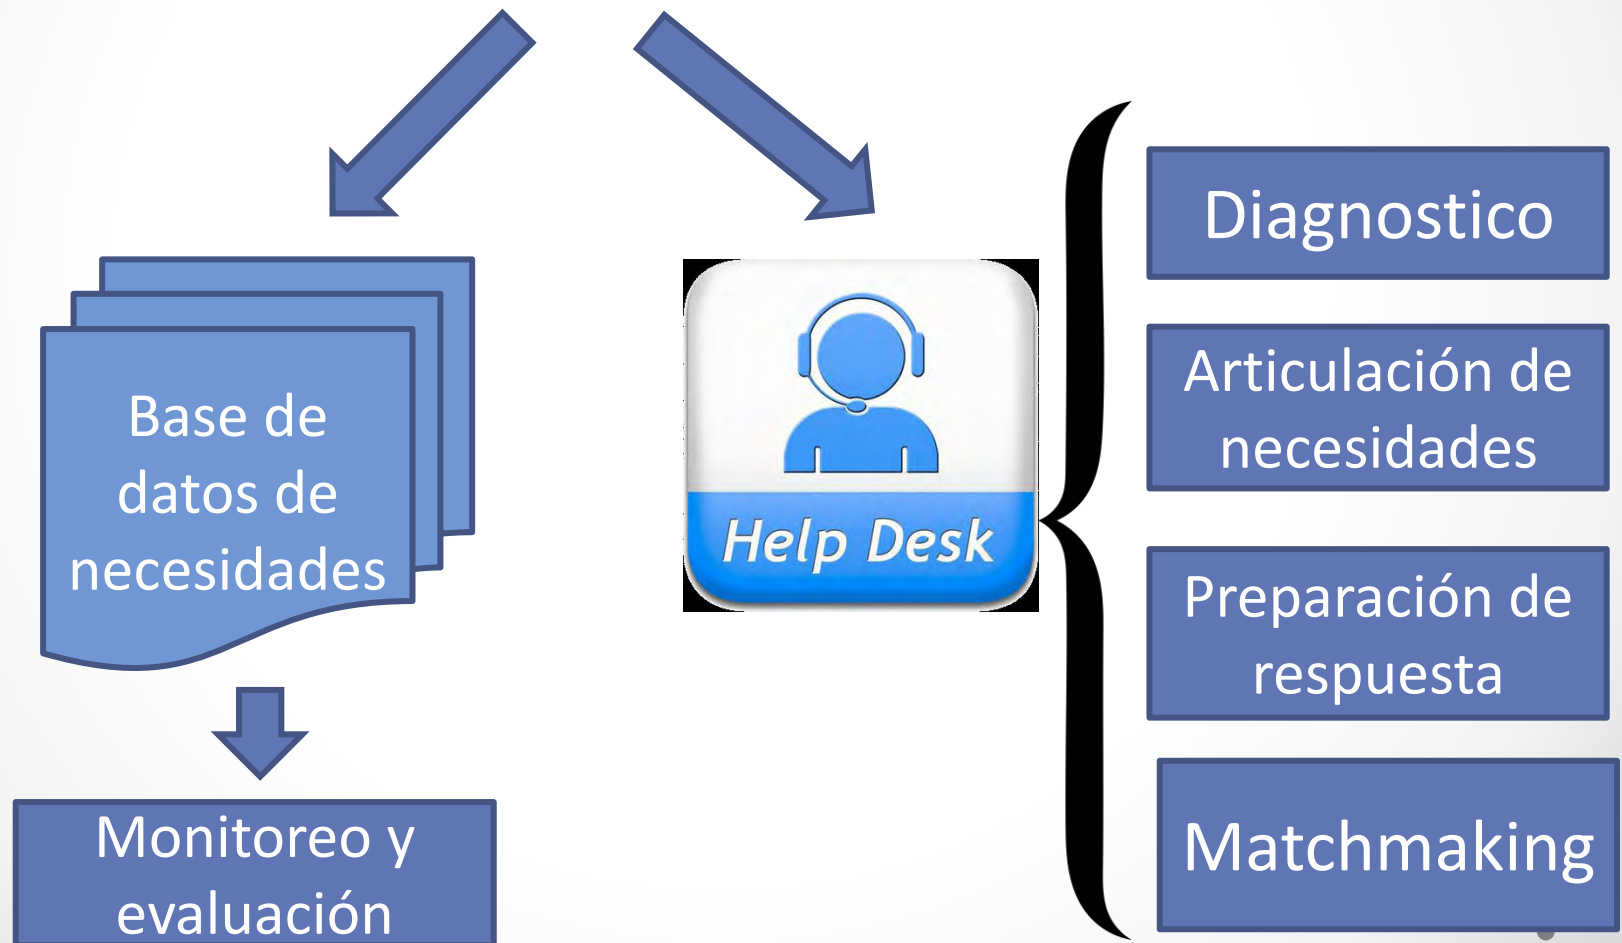 Base de
datos de
necesidades
Monitoreo y
evaluación
Help Desk
Diagnostico
Articulación de
necesidades
Preparación de
respuesta
Matchmaking